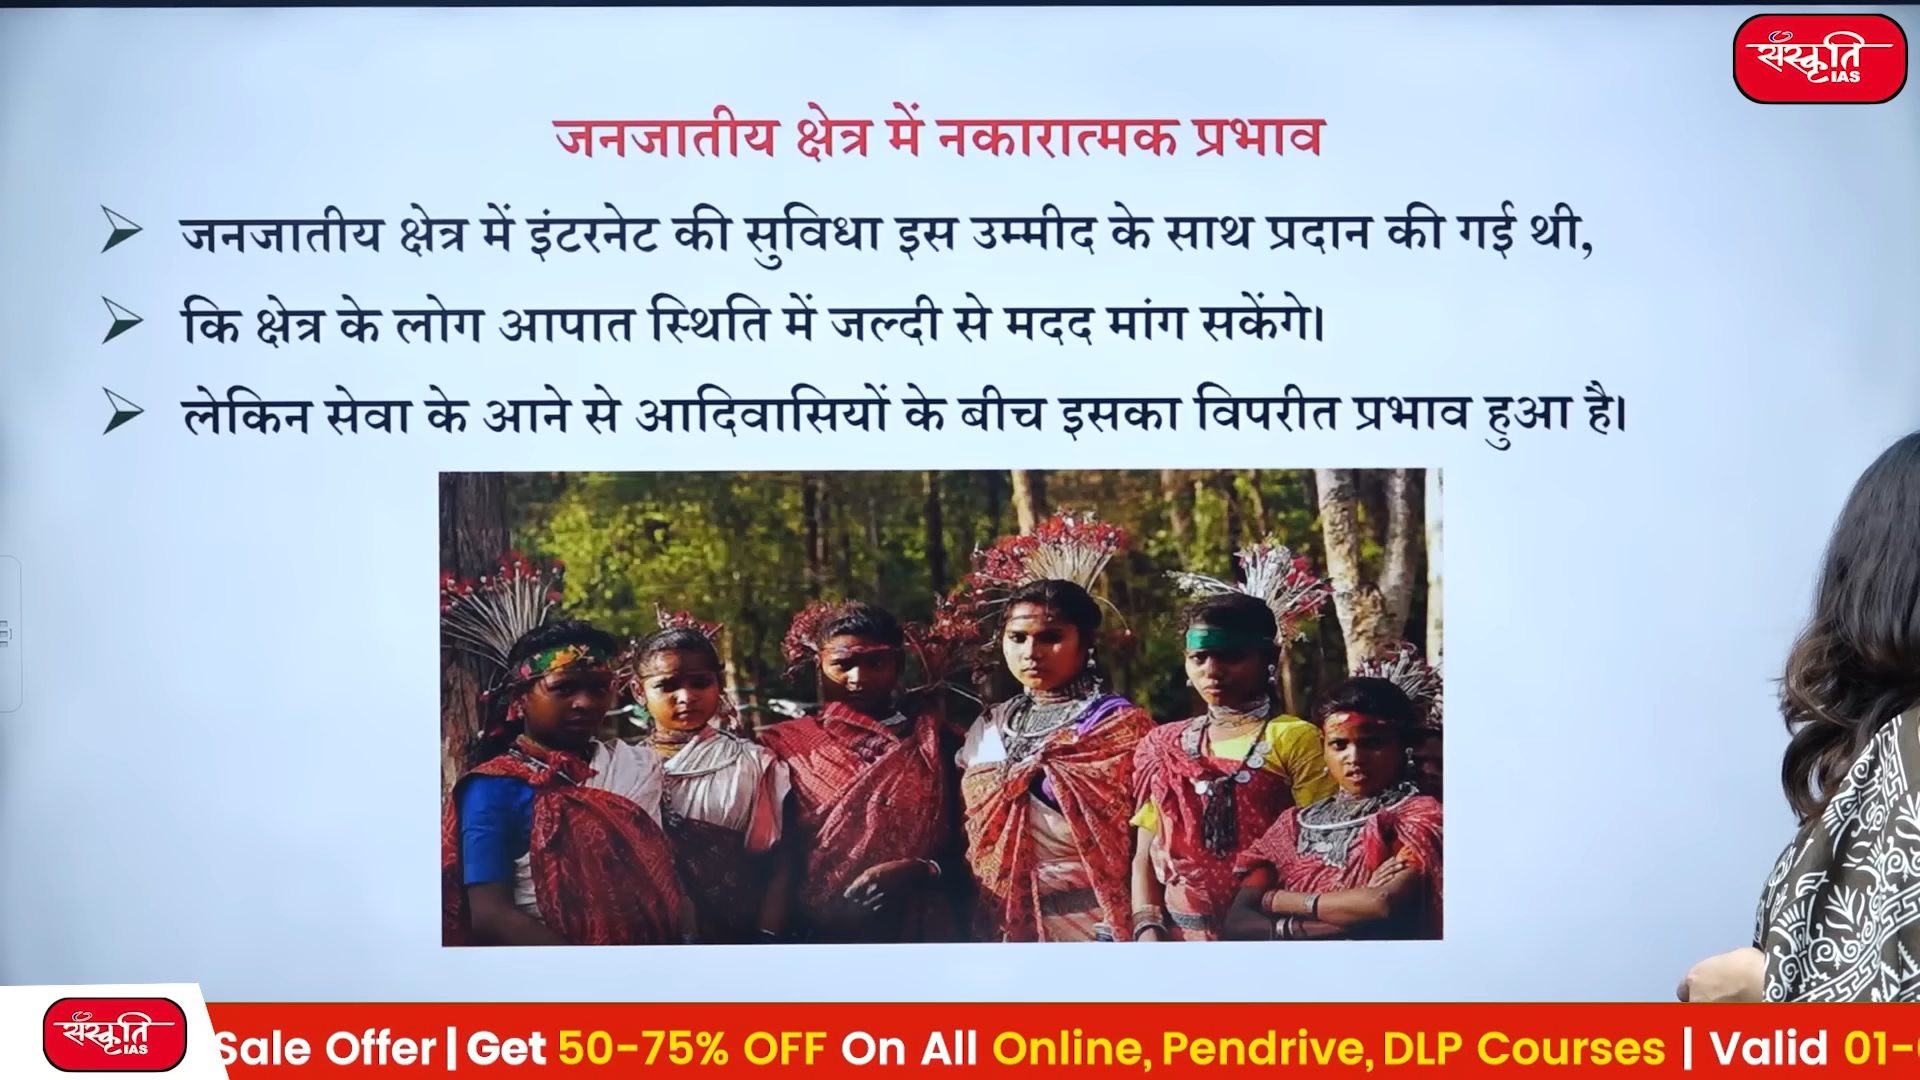 संस्कृति
IAS
जनजातीय क्षेत्र में नकारात्मक प्रभाव
जनजातीय क्षेत्र में इंटरनेट की सुविधा इस उम्मीद के साथ प्रदान की गई थी,
कि क्षेत्र के लोग आपात स्थिति में जल्दी से मदद मांग सकेंगे।
लेकिन सेवा के आने से आदिवासियों के बीच इसका विपरीत प्रभाव हुआ है।
संस्कृति
IAS
Sale Offer | Get 50-75% OFF On All Online, Pendrive, DLP Courses | Valid 01-